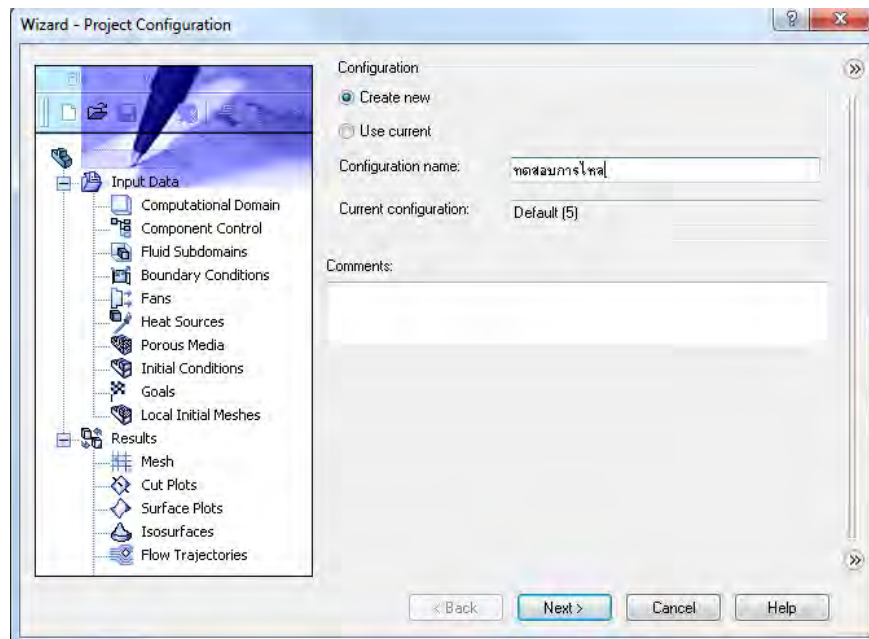 Wizard - Project Configuration
Input Data
Computational Domain
Component Control
Fluid Subdomains
Boundary Conditions
Fans
Heat Sources
Porous Media
Initial Conditions
Goals
Local Initial Meshes
Results
Mesh
Cut Plots
Surface Plots
Isosurfaces
Flow Trajectories
Configuration
Create new
Use current
Configuration name:
ทดสอบการไหล
Current configuration:
Default (5)
Comments:
< Back
Next >
Cancel
Help